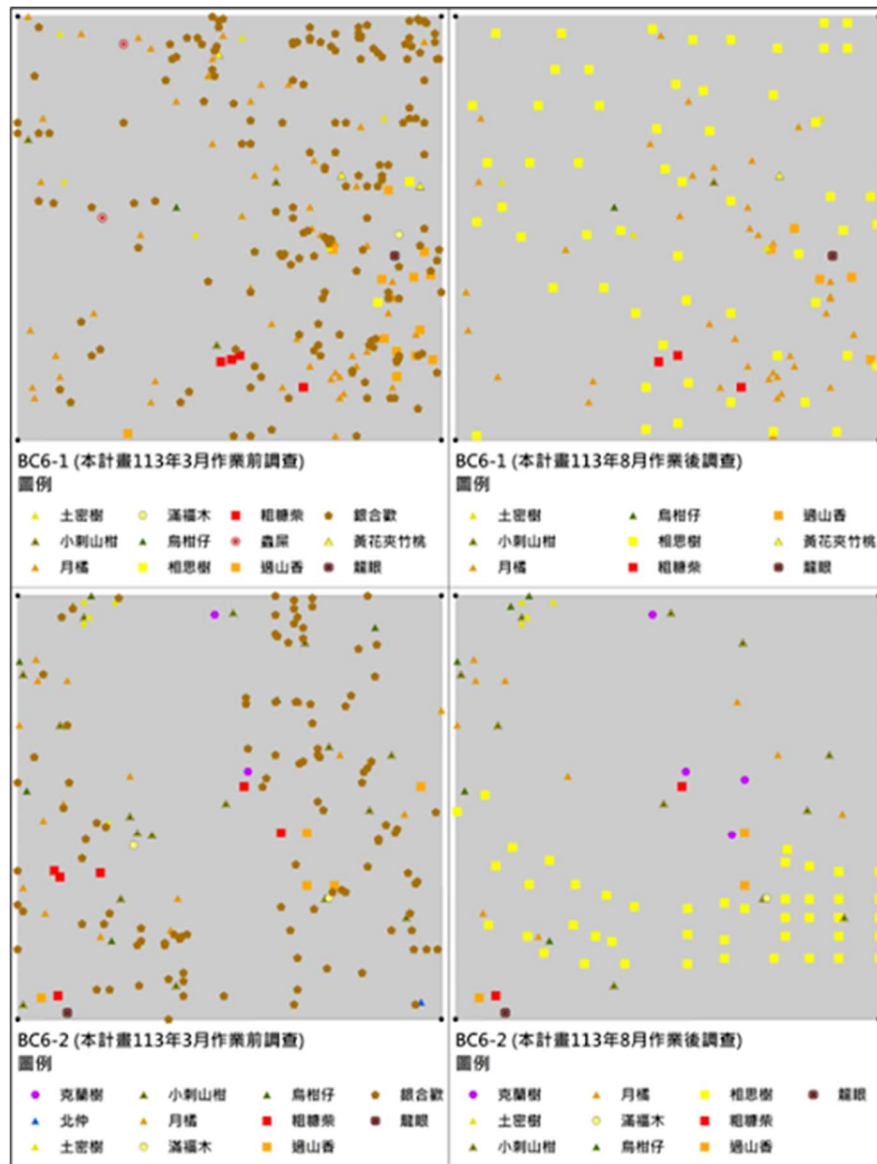 BC6-1 (本計畫113年3月作業前調查)
圖例
土密樹 滿福木 粗糠柴 銀合歡
小刺山柑 烏柑仔 蟲屎 黃花夾竹桃
月橘 相思樹 過山香 龍眼
BC6-1 (本計畫113年8月作業後調查)
圖例
土密樹 烏柑仔 過山香
小刺山柑 相思樹 黃花夾竹桃
月橘 粗糠柴 龍眼
BC6-2 (本計畫113年3月作業前調查)
圖例
克蘭樹 小刺山柑 烏柑仔 銀合歡
北仲 月橘 粗糠柴 龍眼
土密樹 滿福木 過山香
BC6-2 (本計畫113年8月作業後調查)
圖例
克蘭樹 月橘 相思樹 龍眼
土密樹 滿福木 粗糠柴
小刺山柑 烏柑仔 過山香